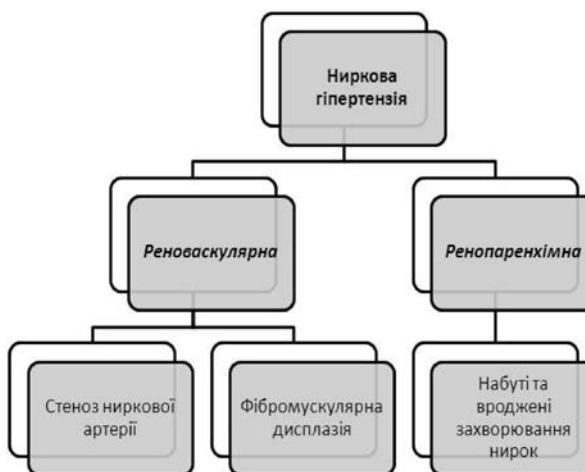 Ниркова
гіпертензія
Реноваскулярна
Ренопаренхімна
Стеноз ниркової
артерії
Фібромускулярна
дисплазія
Набуті та
вроджені
захворювання
нирок